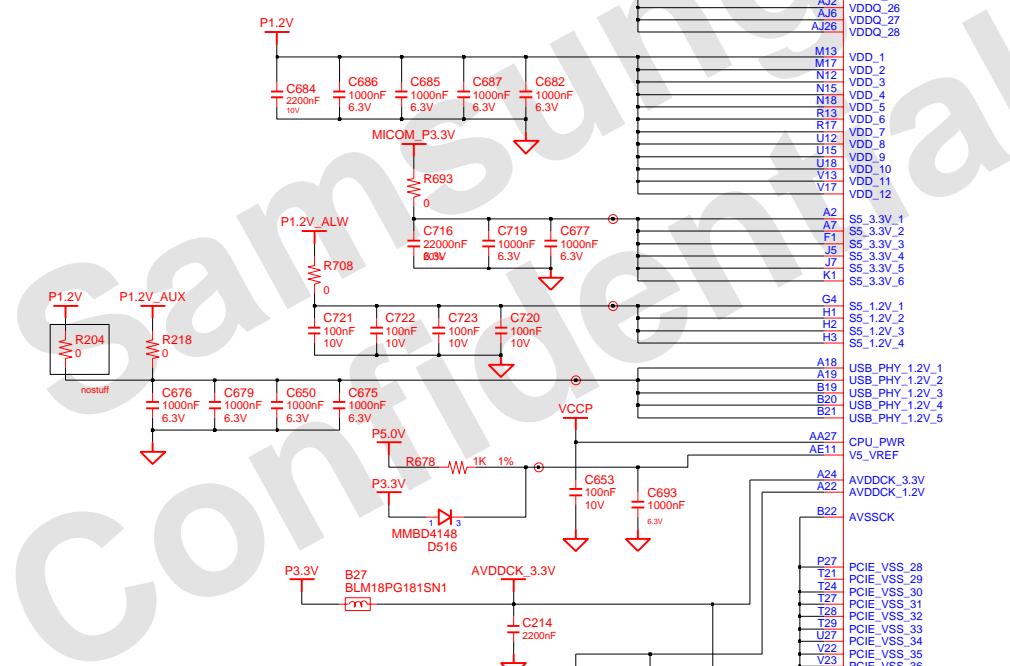 AJ2 VDDQ_26
AJ6 VDDQ_27
AJ26 VDDQ_28
P1.2V
M13 VDD_1
M17 VDD_2
N12 VDD_3
N15 VDD_4
N18 VDD_5
R13 VDD_6
R17 VDD_7
U12 VDD_8
U15 VDD_9
U18 VDD_10
V13 VDD_11
V17 VDD_12
C684
2200nF
10V
C686
1000nF
6.3V
C685
1000nF
6.3V
C687
1000nF
6.3V
C682
1000nF
6.3V
MICOM_P3.3V
R693
0
A2 S5_3.3V_1
A7 S5_3.3V_2
F1 S5_3.3V_3
J5 S5_3.3V_4
J7 S5_3.3V_5
K1 S5_3.3V_6
C716
22000nF
C719
1000nF
6.3V
C677
1000nF
6.3V
P1.2V_ALW
R708
0
G4 S5_1.2V_1
H1 S5_1.2V_2
H2 S5_1.2V_3
H3 S5_1.2V_4
C721
100nF
10V
C722
100nF
10V
C723
100nF
10V
C720
100nF
10V
P1.2V
P1.2V_AUX
R204
0
nostuff
R218
0
A18 USB_PHY_1.2V_1
A19 USB_PHY_1.2V_2
B19 USB_PHY_1.2V_3
B20 USB_PHY_1.2V_4
B21 USB_PHY_1.2V_5
C676
1000nF
6.3V
C679
1000nF
6.3V
C650
1000nF
6.3V
C675
1000nF
6.3V
VCCP
AA27 CPU_PWR
AE11 V5_VREF
P5.0V
R678 1K 1%
P3.3V
1 3
MMBD4148
D516
C653
100nF
10V
C693
1000nF
6.3V
A24 AVDDCK_3.3V
A22 AVDDCK_1.2V
B22 AVSSCK
P3.3V
B27
BLM18PG181SN1
AVDDCK_3.3V
C214
2200nF
P27 PCIE_VSS_28
T21 PCIE_VSS_29
T24 PCIE_VSS_30
T27 PCIE_VSS_31
T28 PCIE_VSS_32
T29 PCIE_VSS_33
U27 PCIE_VSS_34
V22 PCIE_VSS_35
V23 PCIE_VSS_36
Samsung
Confidential